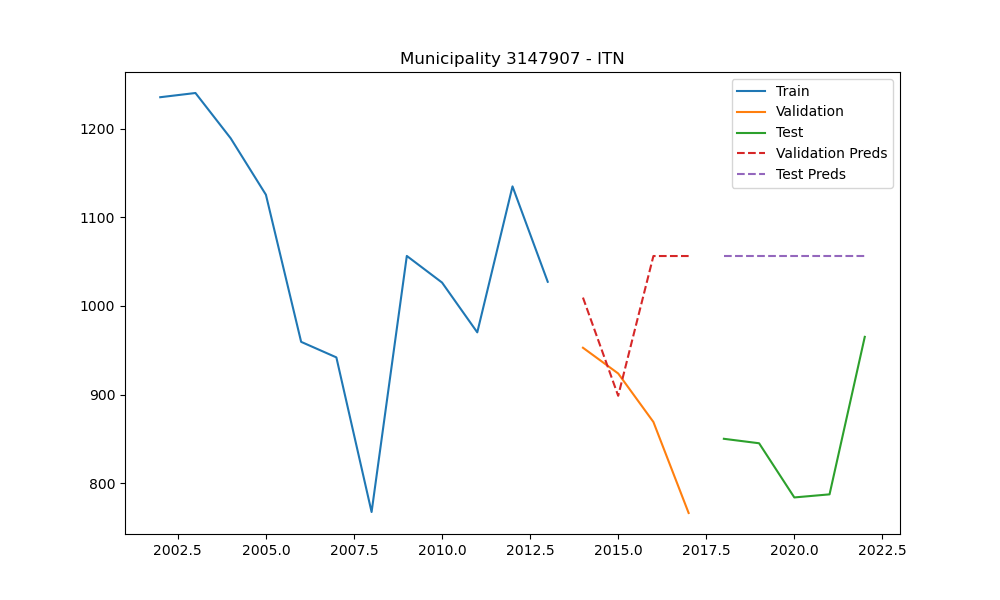 Municipality 3147907 - ITN
Train
Validation
Test
Validation Preds
Test Preds
1200
1100
1000
900
800
2002.5 2005.0 2007.5 2010.0 2012.5 2015.0 2017.5 2020.0 2022.5